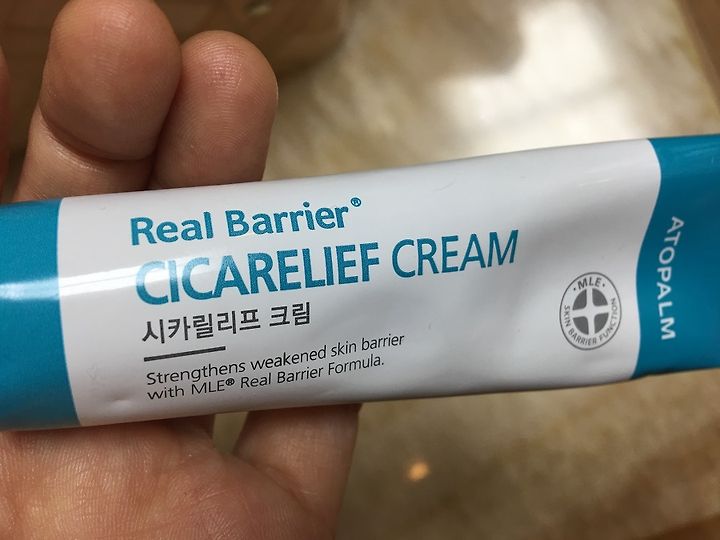 Real Barrier®
CICARELIEF CREAM
시카릴리프 크림
Strengthens weakened skin barrier
with MLE® Real Barrier Formula.
·MLE·
SKIN BARRIER FUNCTION
ATOPALM